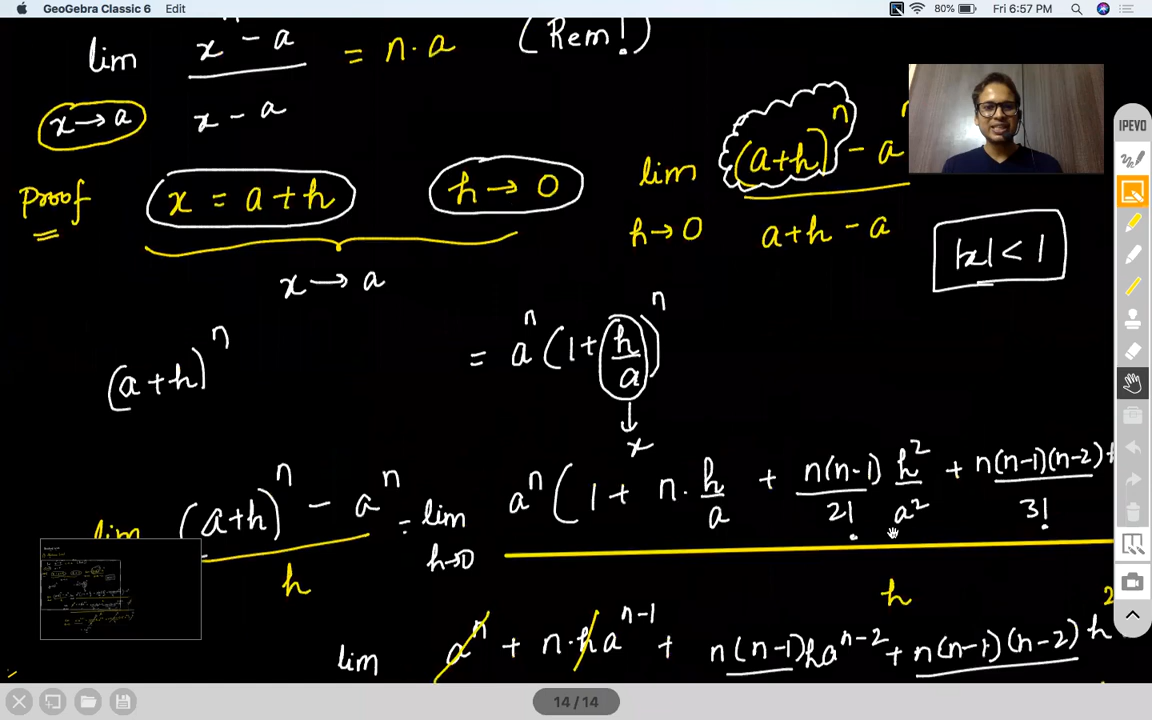 GeoGebra Classic 6 Edit 80% Fri 6:57 PM
lim x^n - a / x - a = n·a (Rem!)
x→a
IPEVO
Proof x = a + h h → 0 lim (a+h)^n - a^n / a+h - a
h→0
x → a |x| < 1
(a+h)^n = a^n (1 + h/a)^n
x
lim (a+h)^n - a^n / h = lim h→0 a^n (1 + n · h/a + n(n-1)/2! h^2/a^2 + n(n-1)(n-2)/3!
h
lim a^n + n·h a^{n-1} + n(n-1)h a^{n-2} + n(n-1)(n-2) h^2
14 / 14